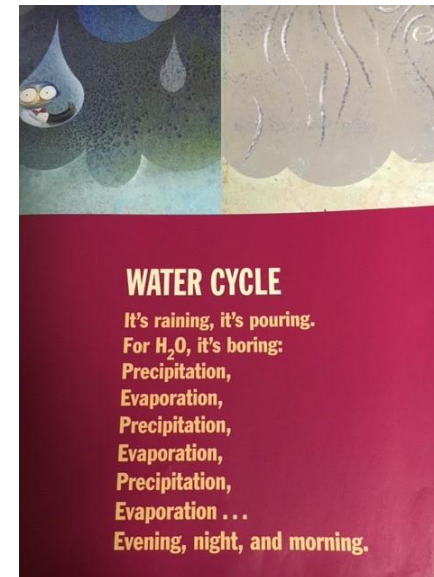 WATER CYCLE
It's raining, it's pouring.
For H₂O, it's boring:
Precipitation,
Evaporation,
Precipitation,
Evaporation,
Precipitation,
Evaporation . . .
Evening, night, and morning.